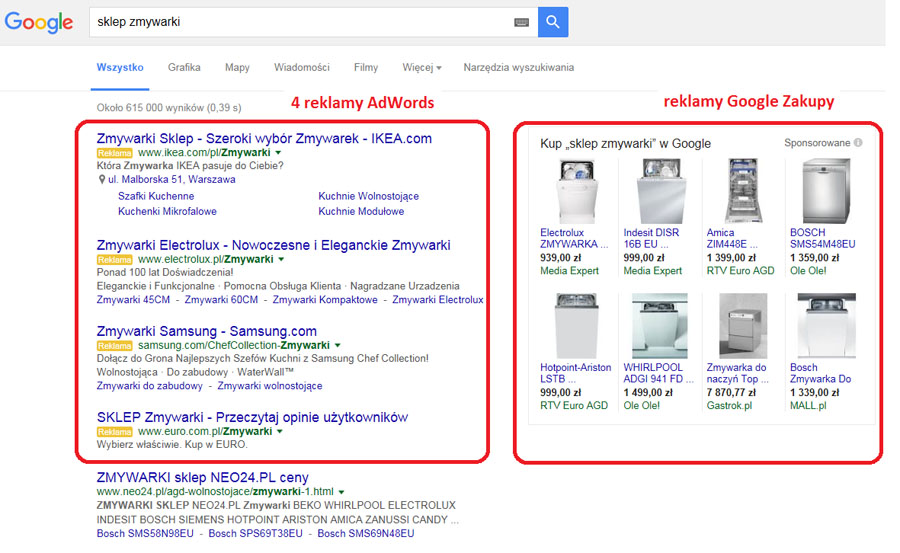 Google
sklep zmywarki
Wszystko Grafika Mapy Wiadomości Filmy Więcej Narzędzia wyszukiwania
Około 615 000 wyników (0,39 s)
4 reklamy AdWords
reklamy Google Zakupy
Zmywarki Sklep - Szeroki wybór Zmywarek - IKEA.com
Reklama www.ikea.com/pl/Zmywarki
Która Zmywarka IKEA pasuje do Ciebie?
ul. Malborska 51, Warszawa
Szafki Kuchenne Kuchnie Wolnostojące
Kuchenki Mikrofalowe Kuchnie Modułowe
Zmywarki Electrolux - Nowoczesne i Eleganckie Zmywarki
Reklama www.electrolux.pl/Zmywarki
Ponad 100 lat Doświadczenia!
Eleganckie i Funkcjonalne · Pomocna Obsługa Klienta · Nagradzane Urządzenia
Zmywarki 45CM - Zmywarki 60CM - Zmywarki Kompaktowe - Zmywarki Electrolux
Zmywarki Samsung - Samsung.com
Reklama samsung.com/ChefCollection-Zmywarki
Dołącz do Grona Najlepszych Szefów Kuchni z Samsung Chef Collection!
Wolnostojąca · Do zabudowy · WaterWall™
Zmywarki do zabudowy - Zmywarki wolnostojące
SKLEP Zmywarki - Przeczytaj opinie użytkowników
Reklama www.euro.com.pl/Zmywarki
Wybierz właściwie. Kup w EURO.
ZMYWARKI sklep NEO24.PL ceny
www.neo24.pl/agd-wolnostojace/zmywarki-1.html
ZMYWARKI SKLEP NEO24.PL Zmywarki BEKO WHIRLPOOL ELECTROLUX
INDESIT BOSCH SIEMENS HOTPOINT ARISTON AMICA ZANUSSI CANDY ...
Bosch SMS58N98EU - Bosch SPS69T38EU - Bosch SMS69N48EU
Kup „sklep zmywarki” w Google Sponsorowane
Electrolux Indesit DISR Amica BOSCH
ZMYWARKA ... 16B EU ... ZIM448E ... SMS54M48EU
939,00 zł 999,00 zł 1 399,00 zł 1 359,00 zł
Media Expert Media Expert RTV Euro AGD Ole Ole!
Hotpoint-Ariston WHIRLPOOL Zmywarka do Bosch
LSTB ... ADGI 941 FD ... naczyń Top ... Zmywarka Do
999,00 zł 1 499,00 zł 7 870,77 zł 1 339,00 zł
RTV Euro AGD Ole Ole! Gastrok.pl MALL.pl